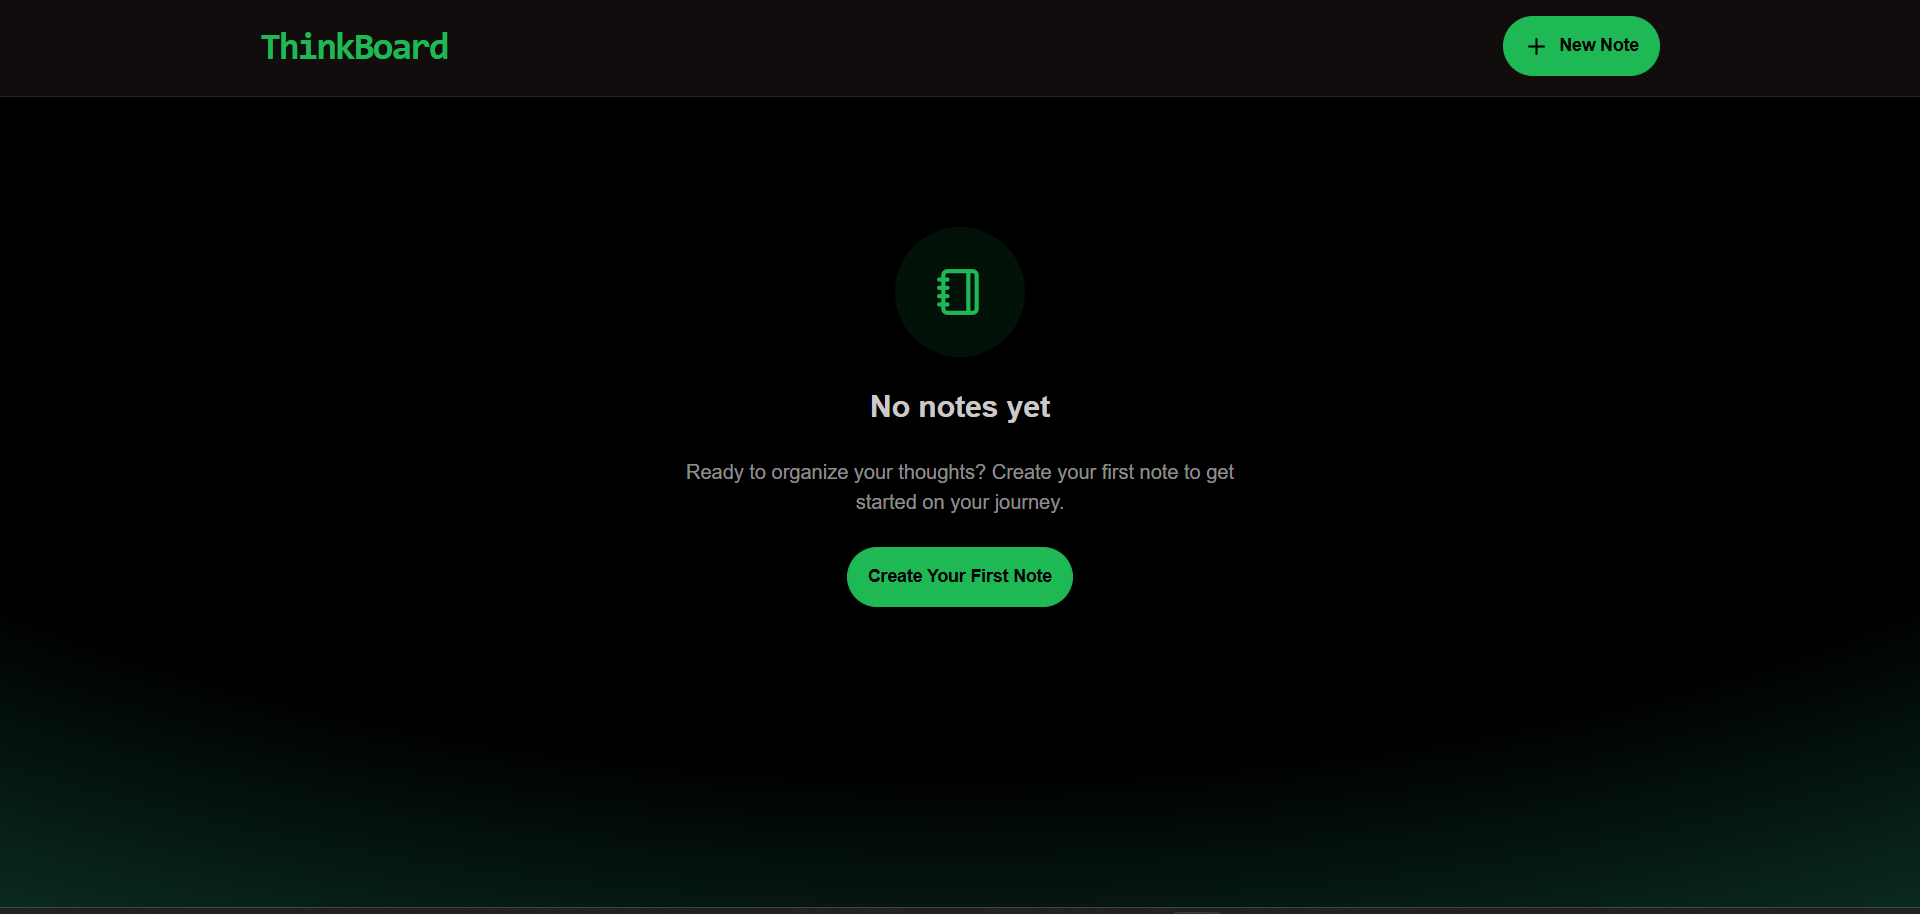 ThinkBoard
New Note
No notes yet
Ready to organize your thoughts? Create your first note to get
started on your journey.
Create Your First Note